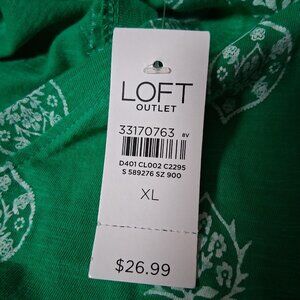 LOFT
OUTLET
33170763 8V
D401 CL002 C2295
S 589276 SZ 900
XL
$26.99